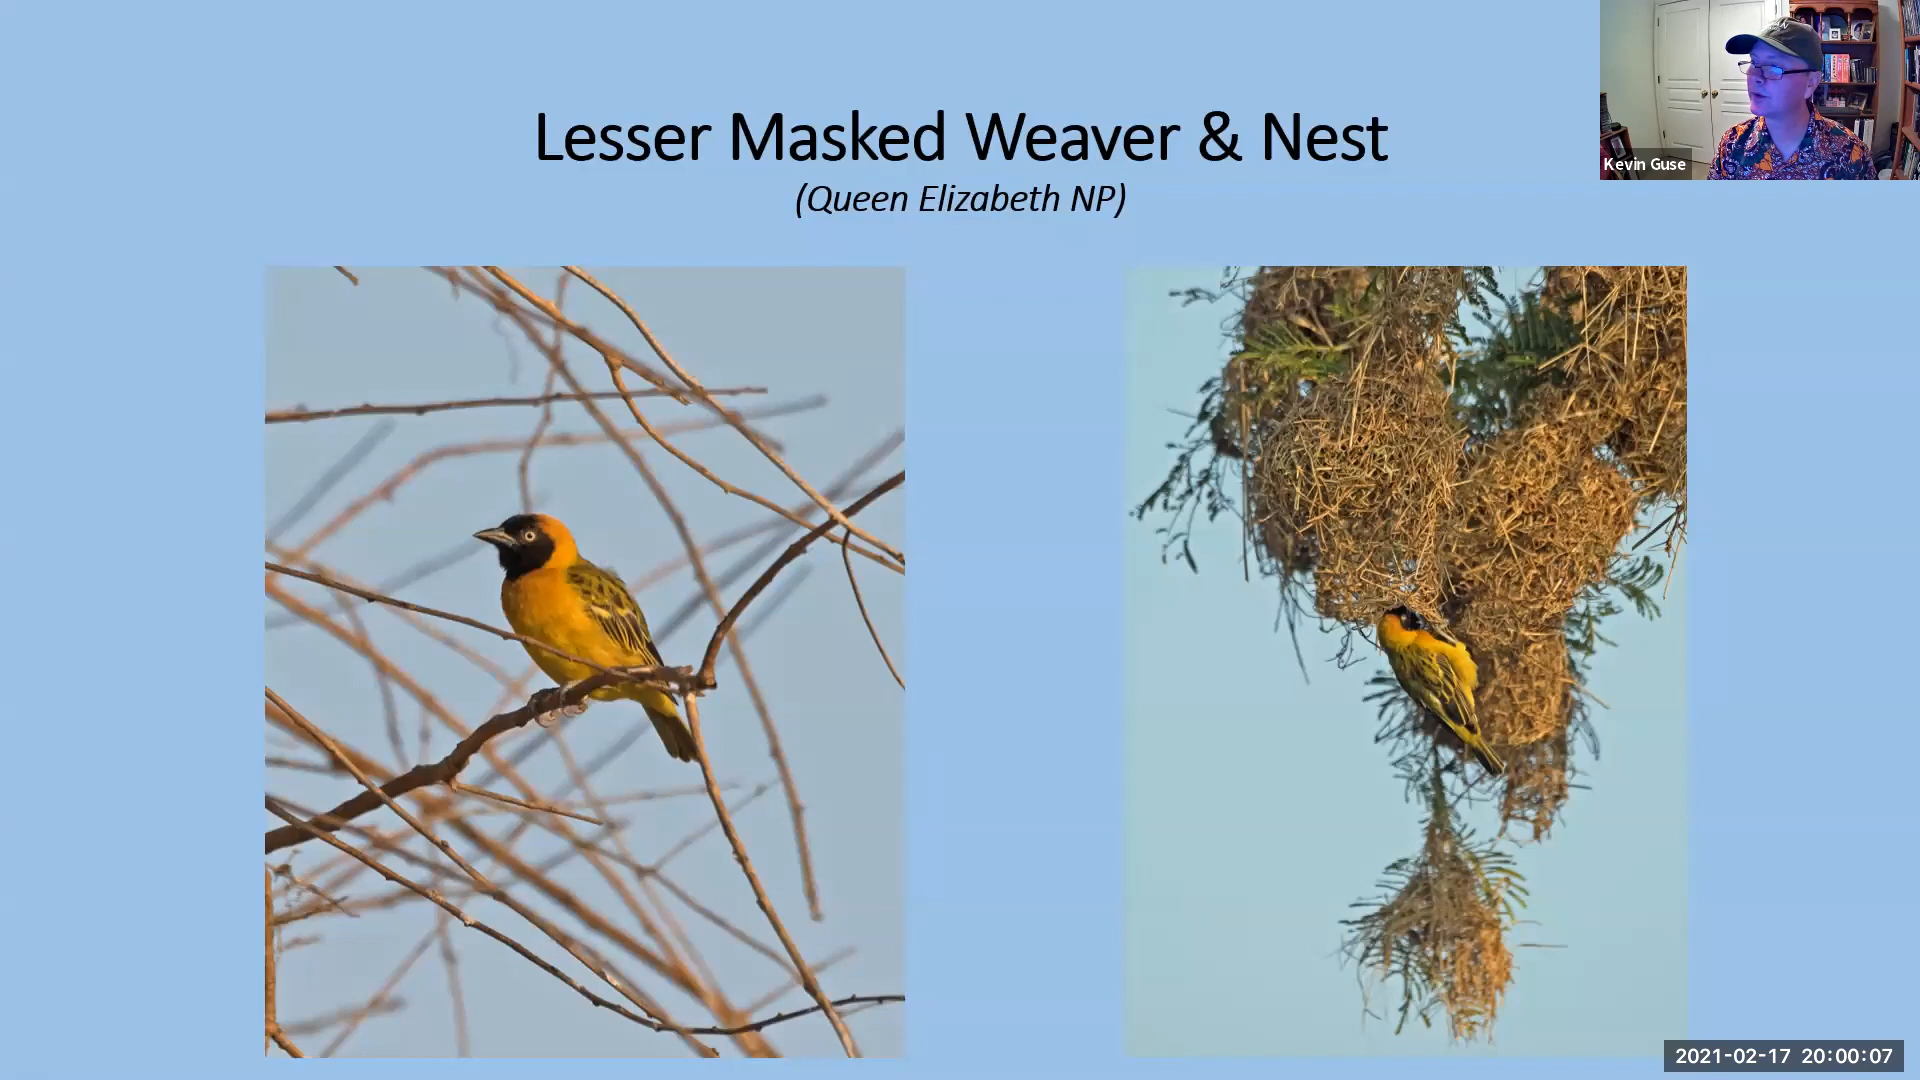 Lesser Masked Weaver & Nest
(Queen Elizabeth NP)
Kevin Guse
2021-02-17 20:00:07